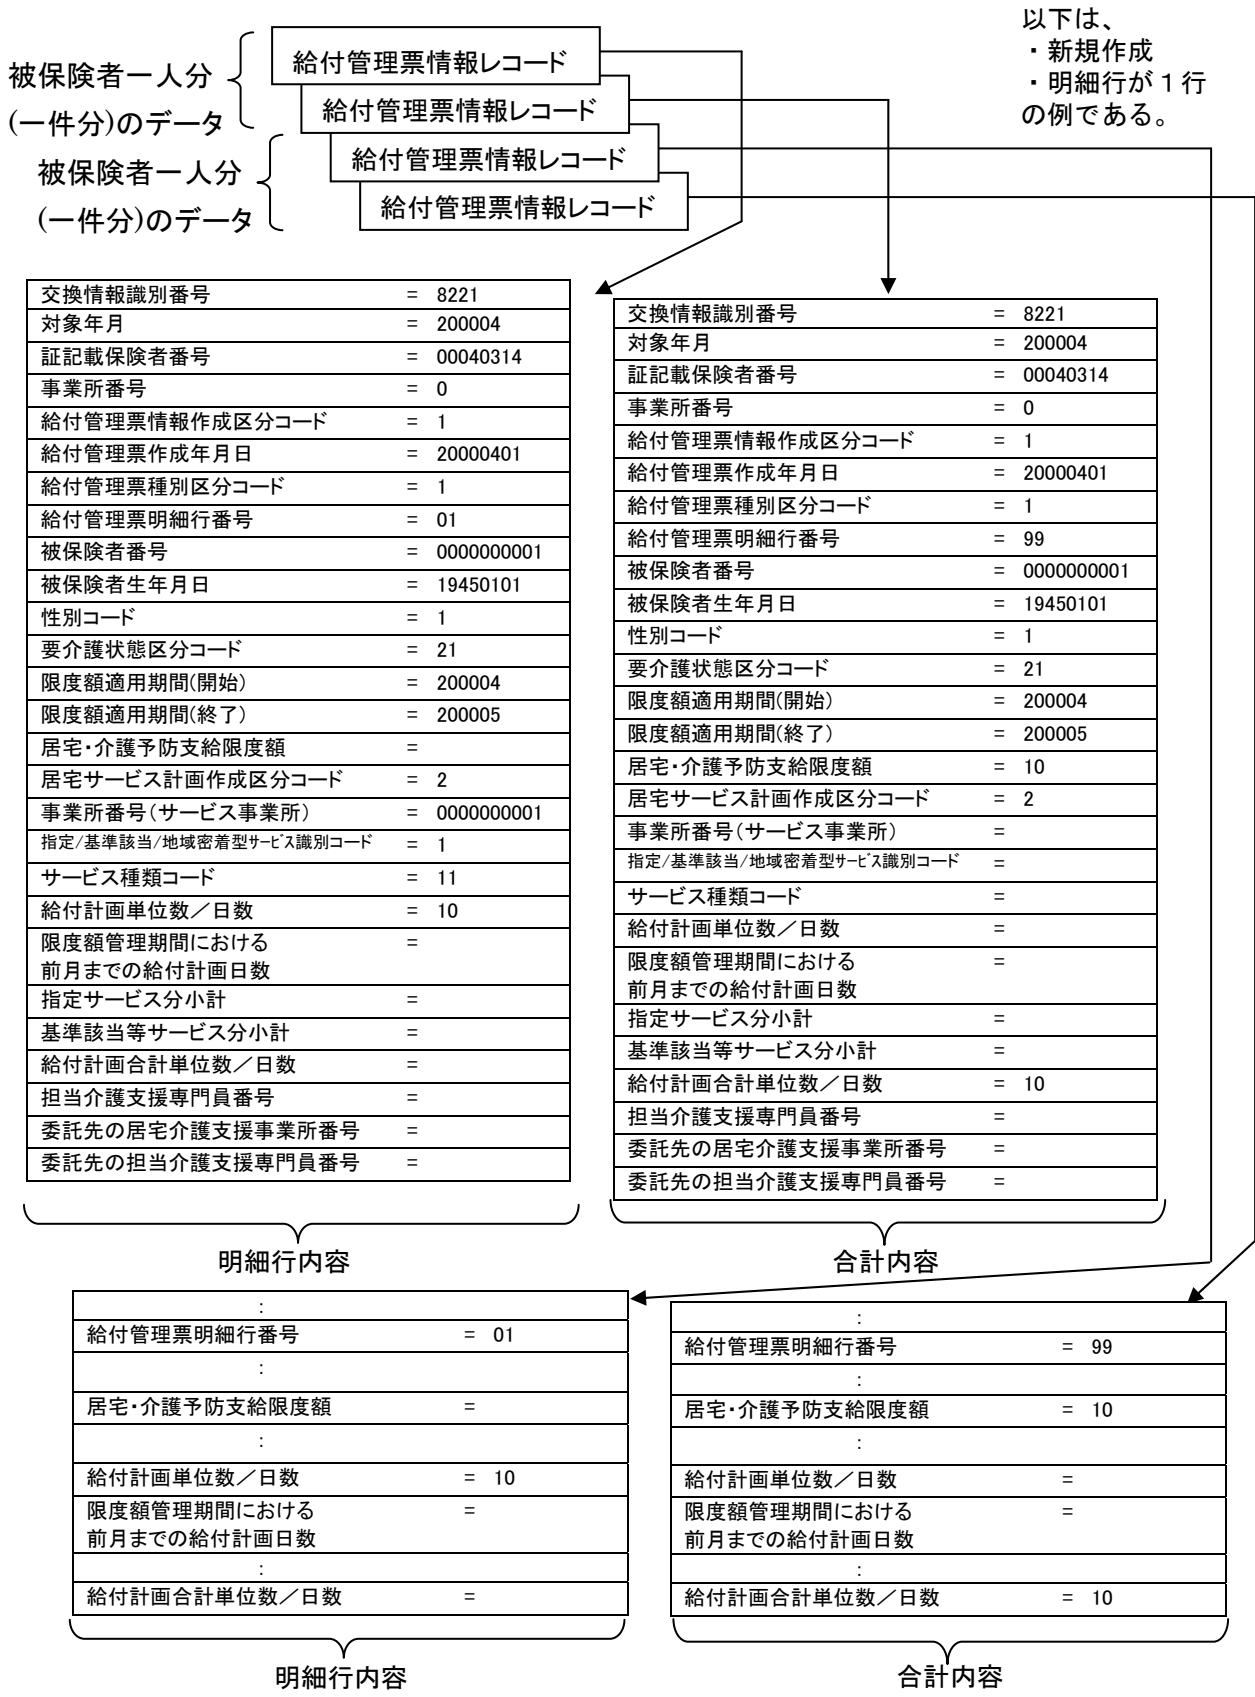 以下は、
・新規作成
・明細行が１行
の例である。
被保険者一人分
(一件分)のデータ
給付管理票情報レコード
給付管理票情報レコード
被保険者一人分
(一件分)のデータ
給付管理票情報レコード
給付管理票情報レコード
交換情報識別番号 = 8221
対象年月 = 200004
証記載保険者番号 = 00040314
事業所番号 = 0
給付管理票情報作成区分コード = 1
給付管理票作成年月日 = 20000401
給付管理票種別区分コード = 1
給付管理票明細行番号 = 01
被保険者番号 = 0000000001
被保険者生年月日 = 19450101
性別コード = 1
要介護状態区分コード = 21
限度額適用期間(開始) = 200004
限度額適用期間(終了) = 200005
居宅・介護予防支給限度額 =
居宅サービス計画作成区分コード = 2
事業所番号(サービス事業所) = 0000000001
指定/基準該当/地域密着型ｻｰﾋﾞｽ識別コード = 1
サービス種類コード = 11
給付計画単位数／日数 = 10
限度額管理期間における =
前月までの給付計画日数
指定サービス分小計 =
基準該当等サービス分小計 =
給付計画合計単位数／日数 =
担当介護支援専門員番号 =
委託先の居宅介護支援事業所番号 =
委託先の担当介護支援専門員番号 =
明細行内容
交換情報識別番号 = 8221
対象年月 = 200004
証記載保険者番号 = 00040314
事業所番号 = 0
給付管理票情報作成区分コード = 1
給付管理票作成年月日 = 20000401
給付管理票種別区分コード = 1
給付管理票明細行番号 = 99
被保険者番号 = 0000000001
被保険者生年月日 = 19450101
性別コード = 1
要介護状態区分コード = 21
限度額適用期間(開始) = 200004
限度額適用期間(終了) = 200005
居宅・介護予防支給限度額 = 10
居宅サービス計画作成区分コード = 2
事業所番号(サービス事業所) =
指定/基準該当/地域密着型ｻｰﾋﾞｽ識別コード =
サービス種類コード =
給付計画単位数／日数 =
限度額管理期間における =
前月までの給付計画日数
指定サービス分小計 =
基準該当等サービス分小計 =
給付計画合計単位数／日数 = 10
担当介護支援専門員番号 =
委託先の居宅介護支援事業所番号 =
委託先の担当介護支援専門員番号 =
合計内容
:
給付管理票明細行番号 = 01
:
居宅・介護予防支給限度額 =
:
給付計画単位数／日数 = 10
限度額管理期間における =
前月までの給付計画日数
:
給付計画合計単位数／日数 =
明細行内容
:
給付管理票明細行番号 = 99
:
居宅・介護予防支給限度額 = 10
:
給付計画単位数／日数 =
限度額管理期間における =
前月までの給付計画日数
:
給付計画合計単位数／日数 = 10
合計内容